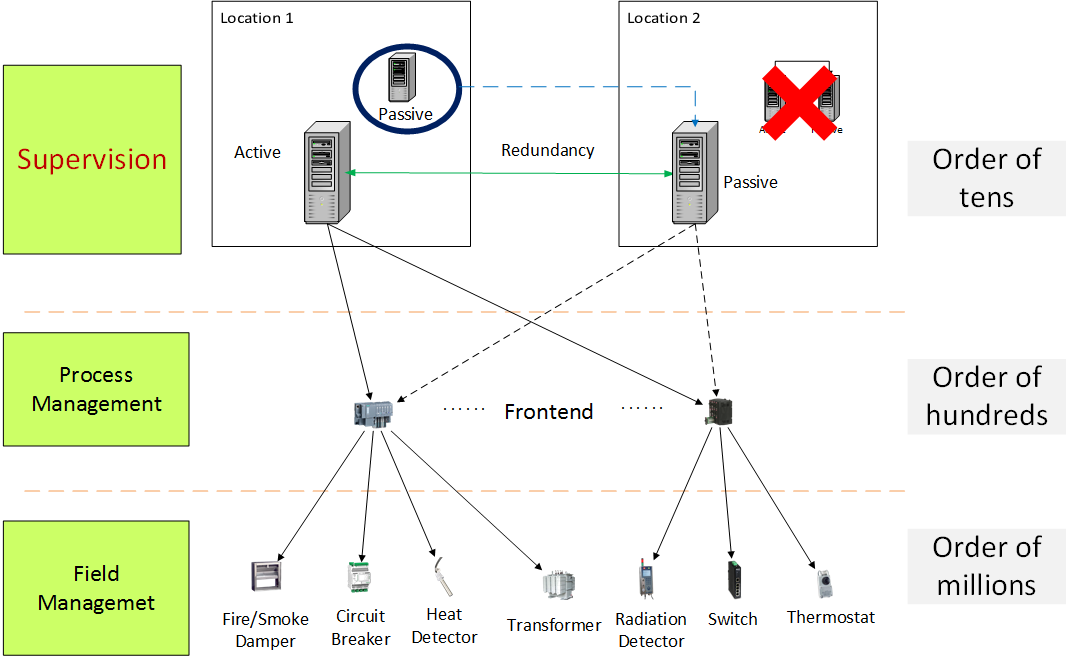 Location 1
Location 2
Passive
Active
Redundancy
Passive
Supervision
Order of
tens
Process
Management
Frontend
Order of
hundreds
Field
Managemet
Order of
millions
Fire/Smoke
Damper
Circuit
Breaker
Heat
Detector
Transformer
Radiation
Detector
Switch
Thermostat